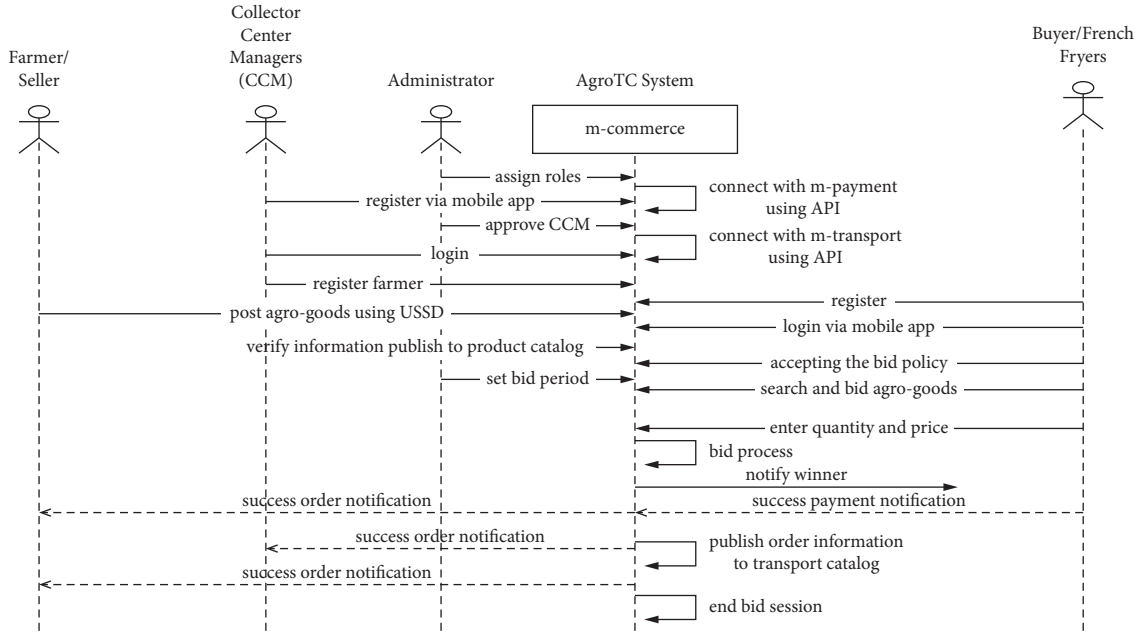 Collector
Center
Managers
(CCM)
Farmer/
Seller
Administrator
AgroTC System
Buyer/French
Fryers
m-commerce
assign roles
connect with m-payment
using API
register via mobile app
approve CCM
connect with m-transport
using API
login
register farmer
register
post agro-goods using USSD
login via mobile app
verify information publish to product catalog
accepting the bid policy
set bid period
search and bid agro-goods
enter quantity and price
bid process
notify winner
success order notification
success payment notification
success order notification
publish order information
to transport catalog
success order notification
end bid session